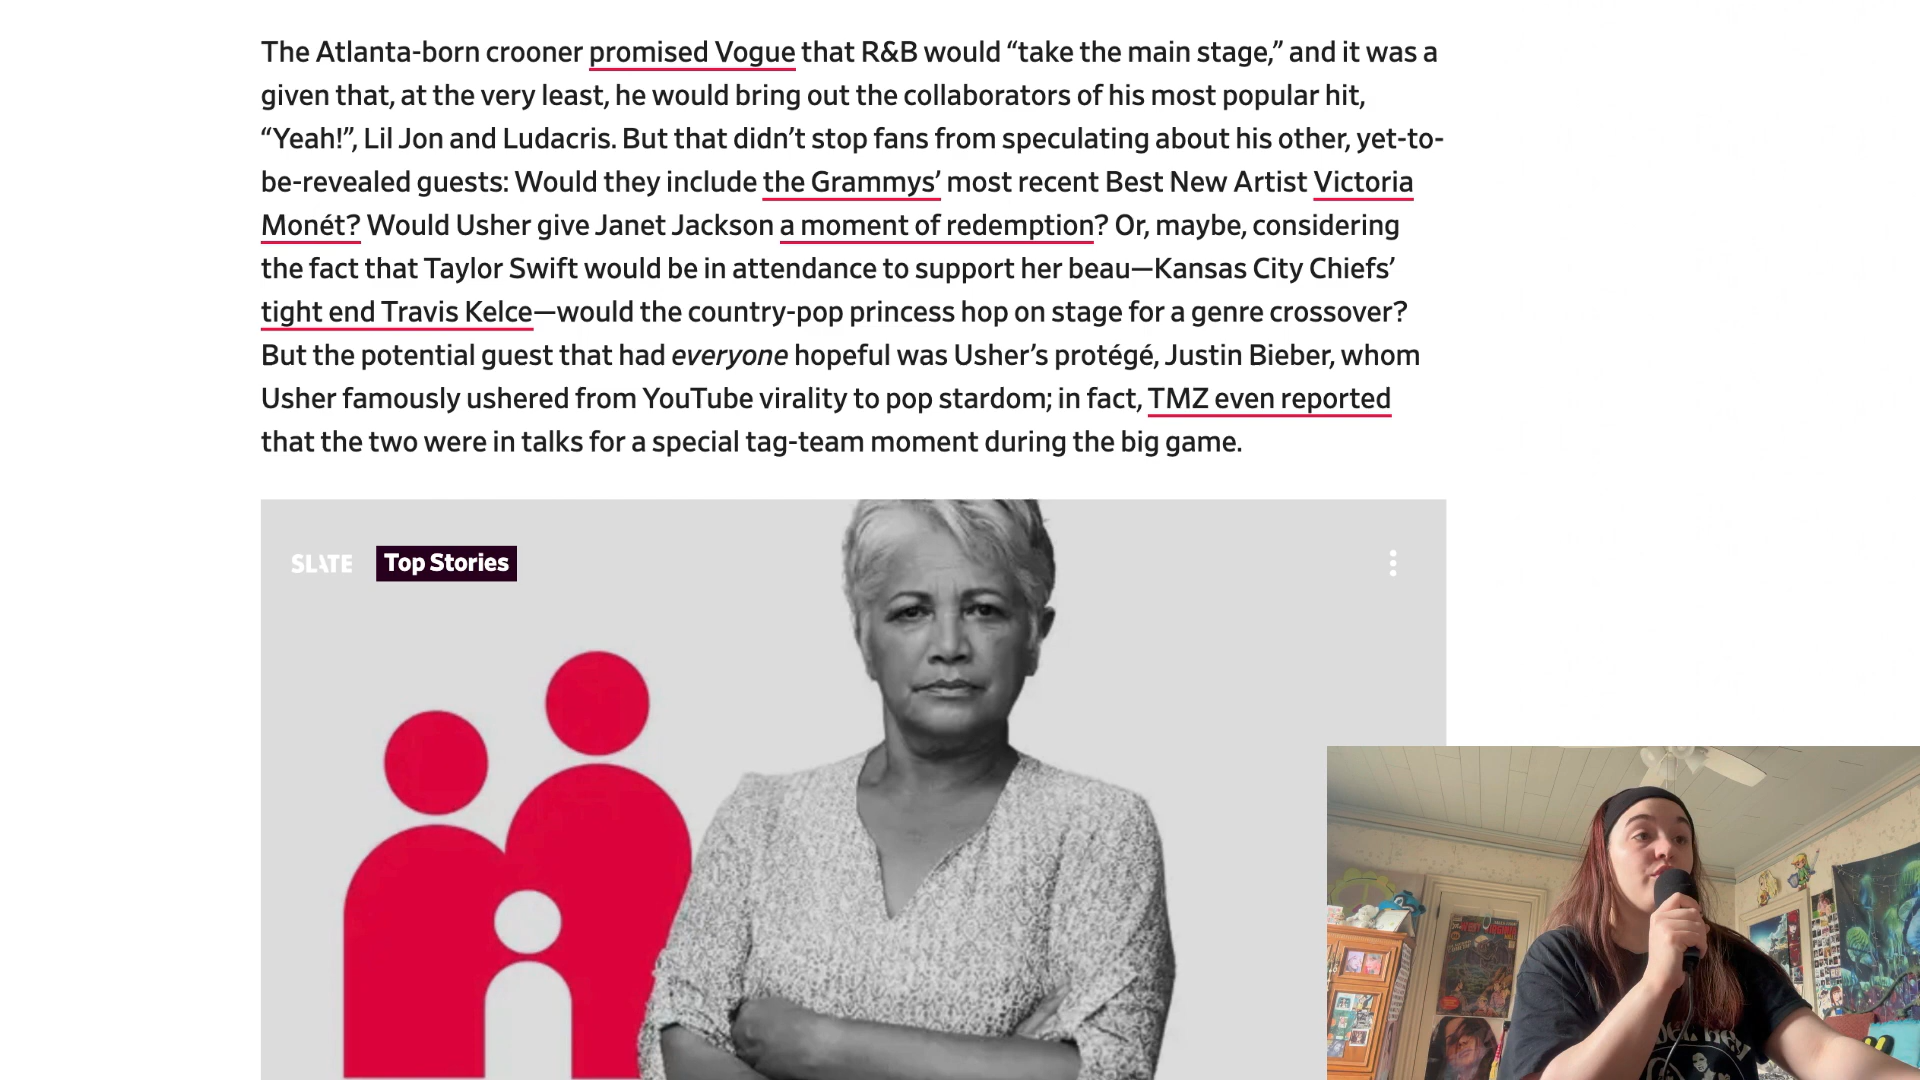 The Atlanta-born crooner promised Vogue that R&B would “take the main stage,” and it was a
given that, at the very least, he would bring out the collaborators of his most popular hit,
“Yeah!”, Lil Jon and Ludacris. But that didn’t stop fans from speculating about his other, yet-to-
be-revealed guests: Would they include the Grammys’ most recent Best New Artist Victoria
Monét? Would Usher give Janet Jackson a moment of redemption? Or, maybe, considering
the fact that Taylor Swift would be in attendance to support her beau—Kansas City Chiefs’
tight end Travis Kelce—would the country-pop princess hop on stage for a genre crossover?
But the potential guest that had everyone hopeful was Usher’s protégé, Justin Bieber, whom
Usher famously ushered from YouTube virality to pop stardom; in fact, TMZ even reported
that the two were in talks for a special tag-team moment during the big game.
SLATE Top Stories